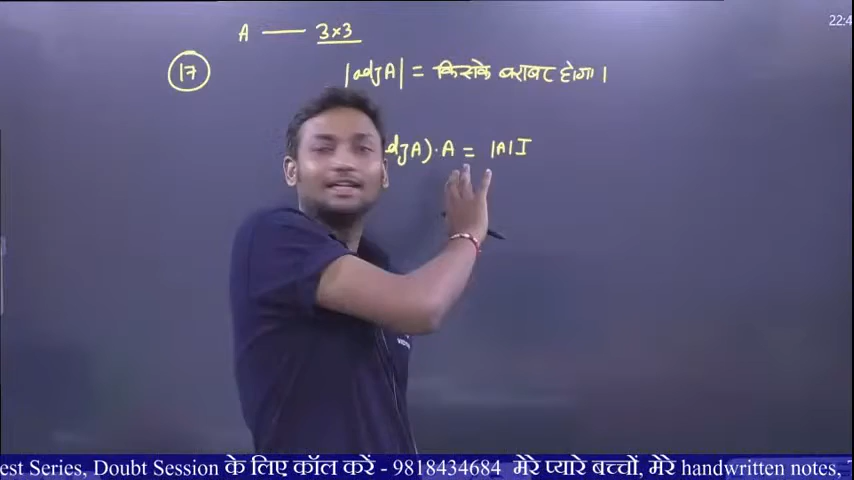 22:4
A — 3×3
17 |adjA| = किसके बराबर होगा।
djA)·A = |A|I
est Series, Doubt Session के लिए कॉल करें - 9818434684 मेरे प्यारे बच्चों, मेरे handwritten notes,